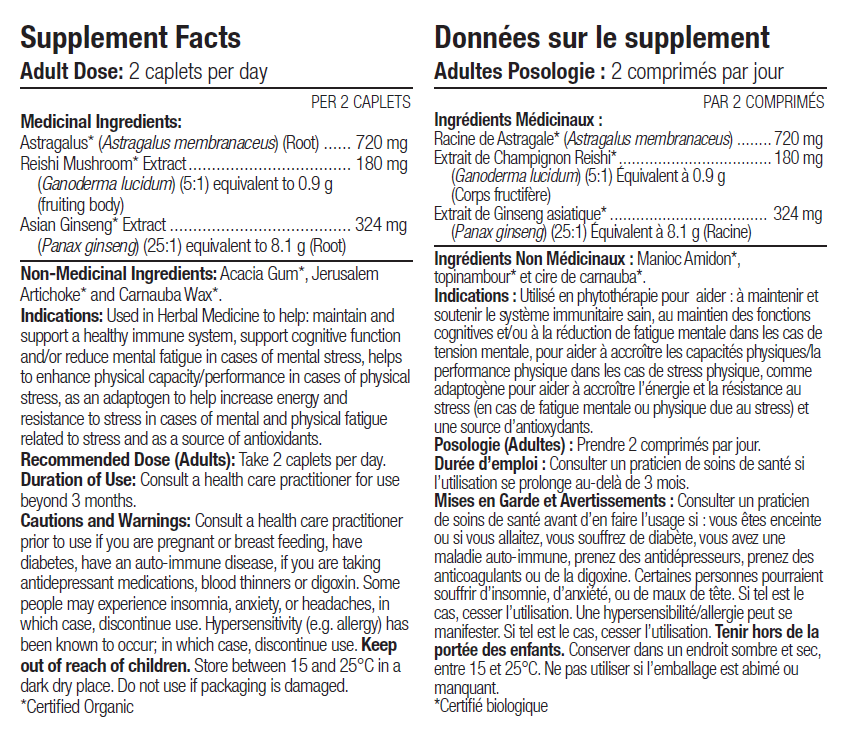 Supplement Facts
Adult Dose: 2 caplets per day
PER 2 CAPLETS
Medicinal Ingredients:
Astragalus* (Astragalus membranaceus) (Root) ...... 720 mg
Reishi Mushroom* Extract.................................... 180 mg
(Ganoderma lucidum) (5:1) equivalent to 0.9 g
(fruiting body)
Asian Ginseng* Extract ........................................ 324 mg
(Panax ginseng) (25:1) equivalent to 8.1 g (Root)
Non-Medicinal Ingredients: Acacia Gum*, Jerusalem
Artichoke* and Carnauba Wax*.
Indications: Used in Herbal Medicine to help: maintain and
support a healthy immune system, support cognitive function
and/or reduce mental fatigue in cases of mental stress, helps
to enhance physical capacity/performance in cases of physical
stress, as an adaptogen to help increase energy and
resistance to stress in cases of mental and physical fatigue
related to stress and as a source of antioxidants.
Recommended Dose (Adults): Take 2 caplets per day.
Duration of Use: Consult a health care practitioner for use
beyond 3 months.
Cautions and Warnings: Consult a health care practitioner
prior to use if you are pregnant or breast feeding, have
diabetes, have an auto-immune disease, if you are taking
antidepressant medications, blood thinners or digoxin. Some
people may experience insomnia, anxiety, or headaches, in
which case, discontinue use. Hypersensitivity (e.g. allergy) has
been known to occur; in which case, discontinue use. Keep
out of reach of children. Store between 15 and 25°C in a
dark dry place. Do not use if packaging is damaged.
*Certified Organic
Données sur le supplement
Adultes Posologie : 2 comprimés par jour
PAR 2 COMPRIMÉS
Ingrédients Médicinaux :
Racine de Astragale* (Astragalus membranaceus) ........720 mg
Extrait de Champignon Reishi*.................................. 180 mg
(Ganoderma lucidum) (5:1) Équivalent à 0.9 g
(Corps fructifère)
Extrait de Ginseng asiatique* ................................... 324 mg
(Panax ginseng) (25:1) Équivalent à 8.1 g (Racine)
Ingrédients Non Médicinaux : Manioc Amidon*,
topinambour* et cire de carnauba*.
Indications : Utilisé en phytothérapie pour aider : à maintenir et
soutenir le système immunitaire sain, au maintien des fonctions
cognitives et/ou à la réduction de fatigue mentale dans les cas de
tension mentale, pour aider à accroître les capacités physiques/la
performance physique dans les cas de stress physique, comme
adaptogène pour aider à accroître l'énergie et la résistance au
stress (en cas de fatigue mentale ou physique due au stress) et
une source d'antioxydants.
Posologie (Adultes) : Prendre 2 comprimés par jour.
Durée d'emploi : Consulter un praticien de soins de santé si
l'utilisation se prolonge au-delà de 3 mois.
Mises en Garde et Avertissements : Consulter un praticien
de soins de santé avant d'en faire l'usage si : vous êtes enceinte
ou si vous allaitez, vous souffrez de diabète, vous avez une
maladie auto-immune, prenez des antidépresseurs, prenez des
anticoagulants ou de la digoxine. Certaines personnes pourraient
souffrir d'insomnie, d'anxiété, ou de maux de tête. Si tel est le
cas, cesser l'utilisation. Une hypersensibilité/allergie peut se
manifester. Si tel est le cas, cesser l'utilisation. Tenir hors de la
portée des enfants. Conserver dans un endroit sombre et sec,
entre 15 et 25°C. Ne pas utiliser si l'emballage est abimé ou
manquant.
*Certifié biologique